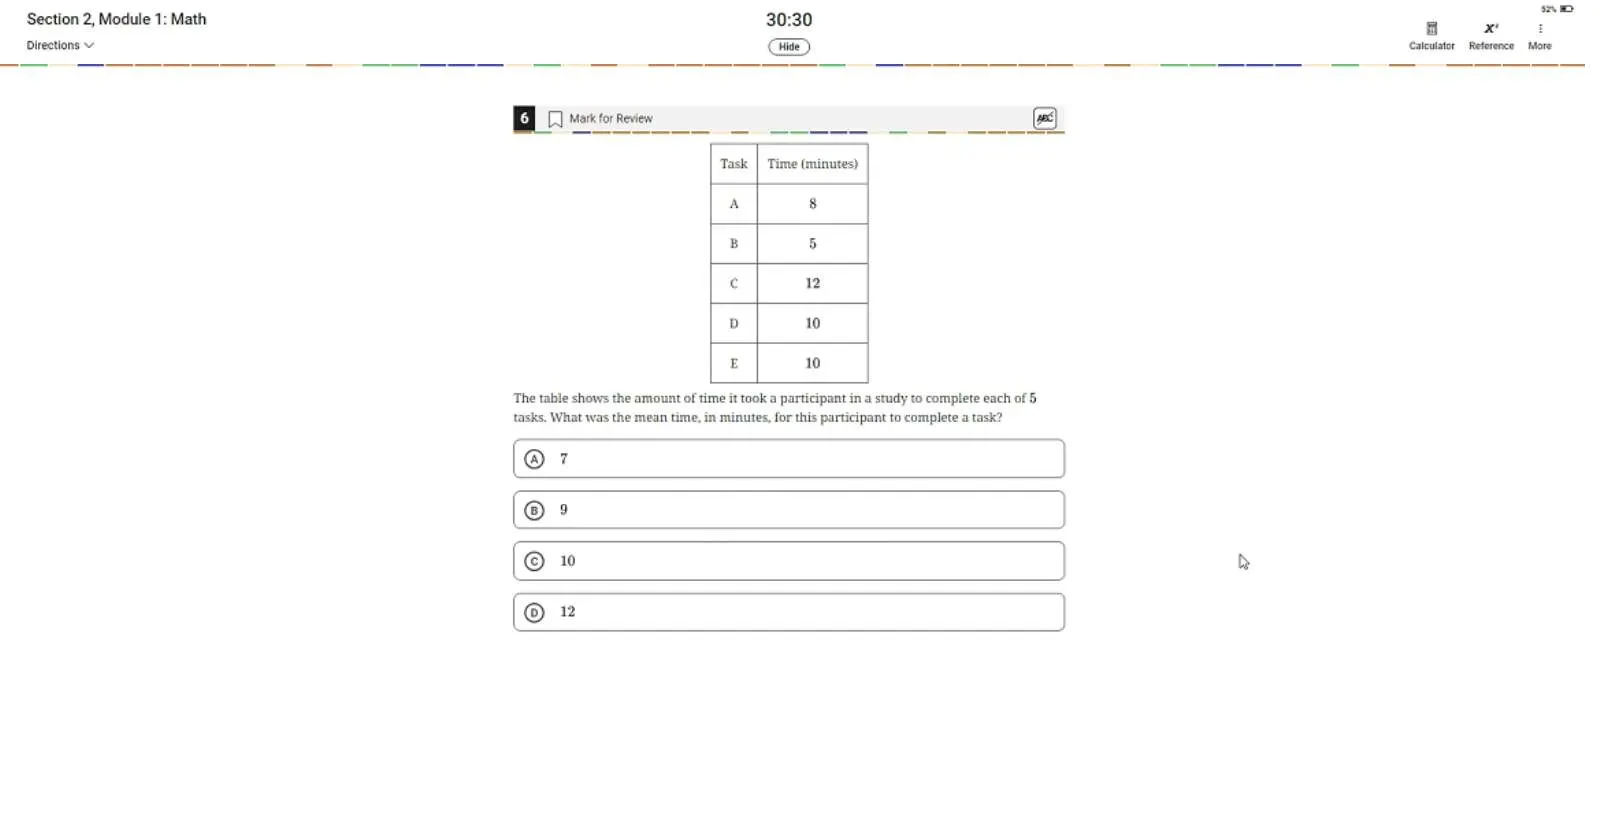 Section 2, Module 1: Math
Directions
30:30
Hide
52%
Calculator
Reference
More
6
Mark for Review
ABC
Task Time (minutes)
A 8
B 5
C 12
D 10
E 10
The table shows the amount of time it took a participant in a study to complete each of 5
tasks. What was the mean time, in minutes, for this participant to complete a task?
A 7
B 9
C 10
D 12